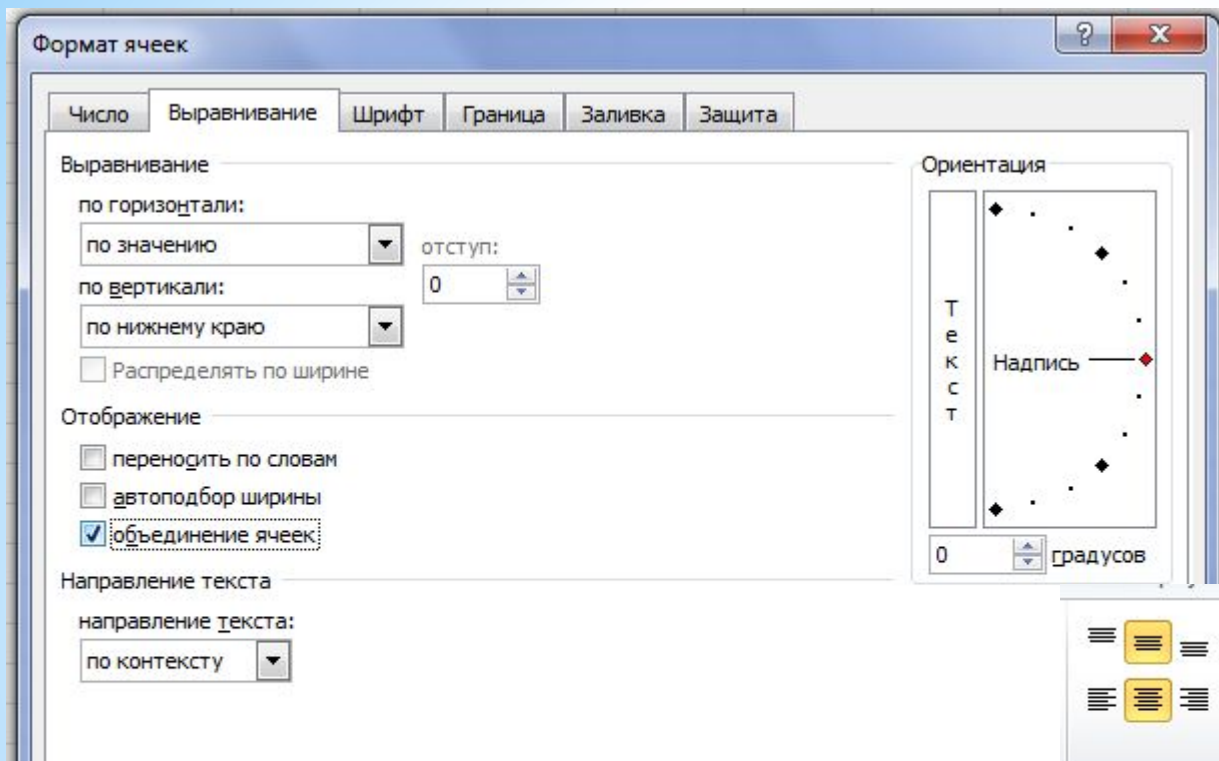 Формат ячеек
?
X
Число
Выравнивание
Шрифт
Граница
Заливка
Защита
Выравнивание
по горизонтали:
по значению
отступ:
0
по вертикали:
по нижнему краю
Распределять по ширине
Отображение
переносить по словам
автоподбор ширины
объединение ячеек
Направление текста
направление текста:
по контексту
Ориентация
Текст
Надпись
0 градусов